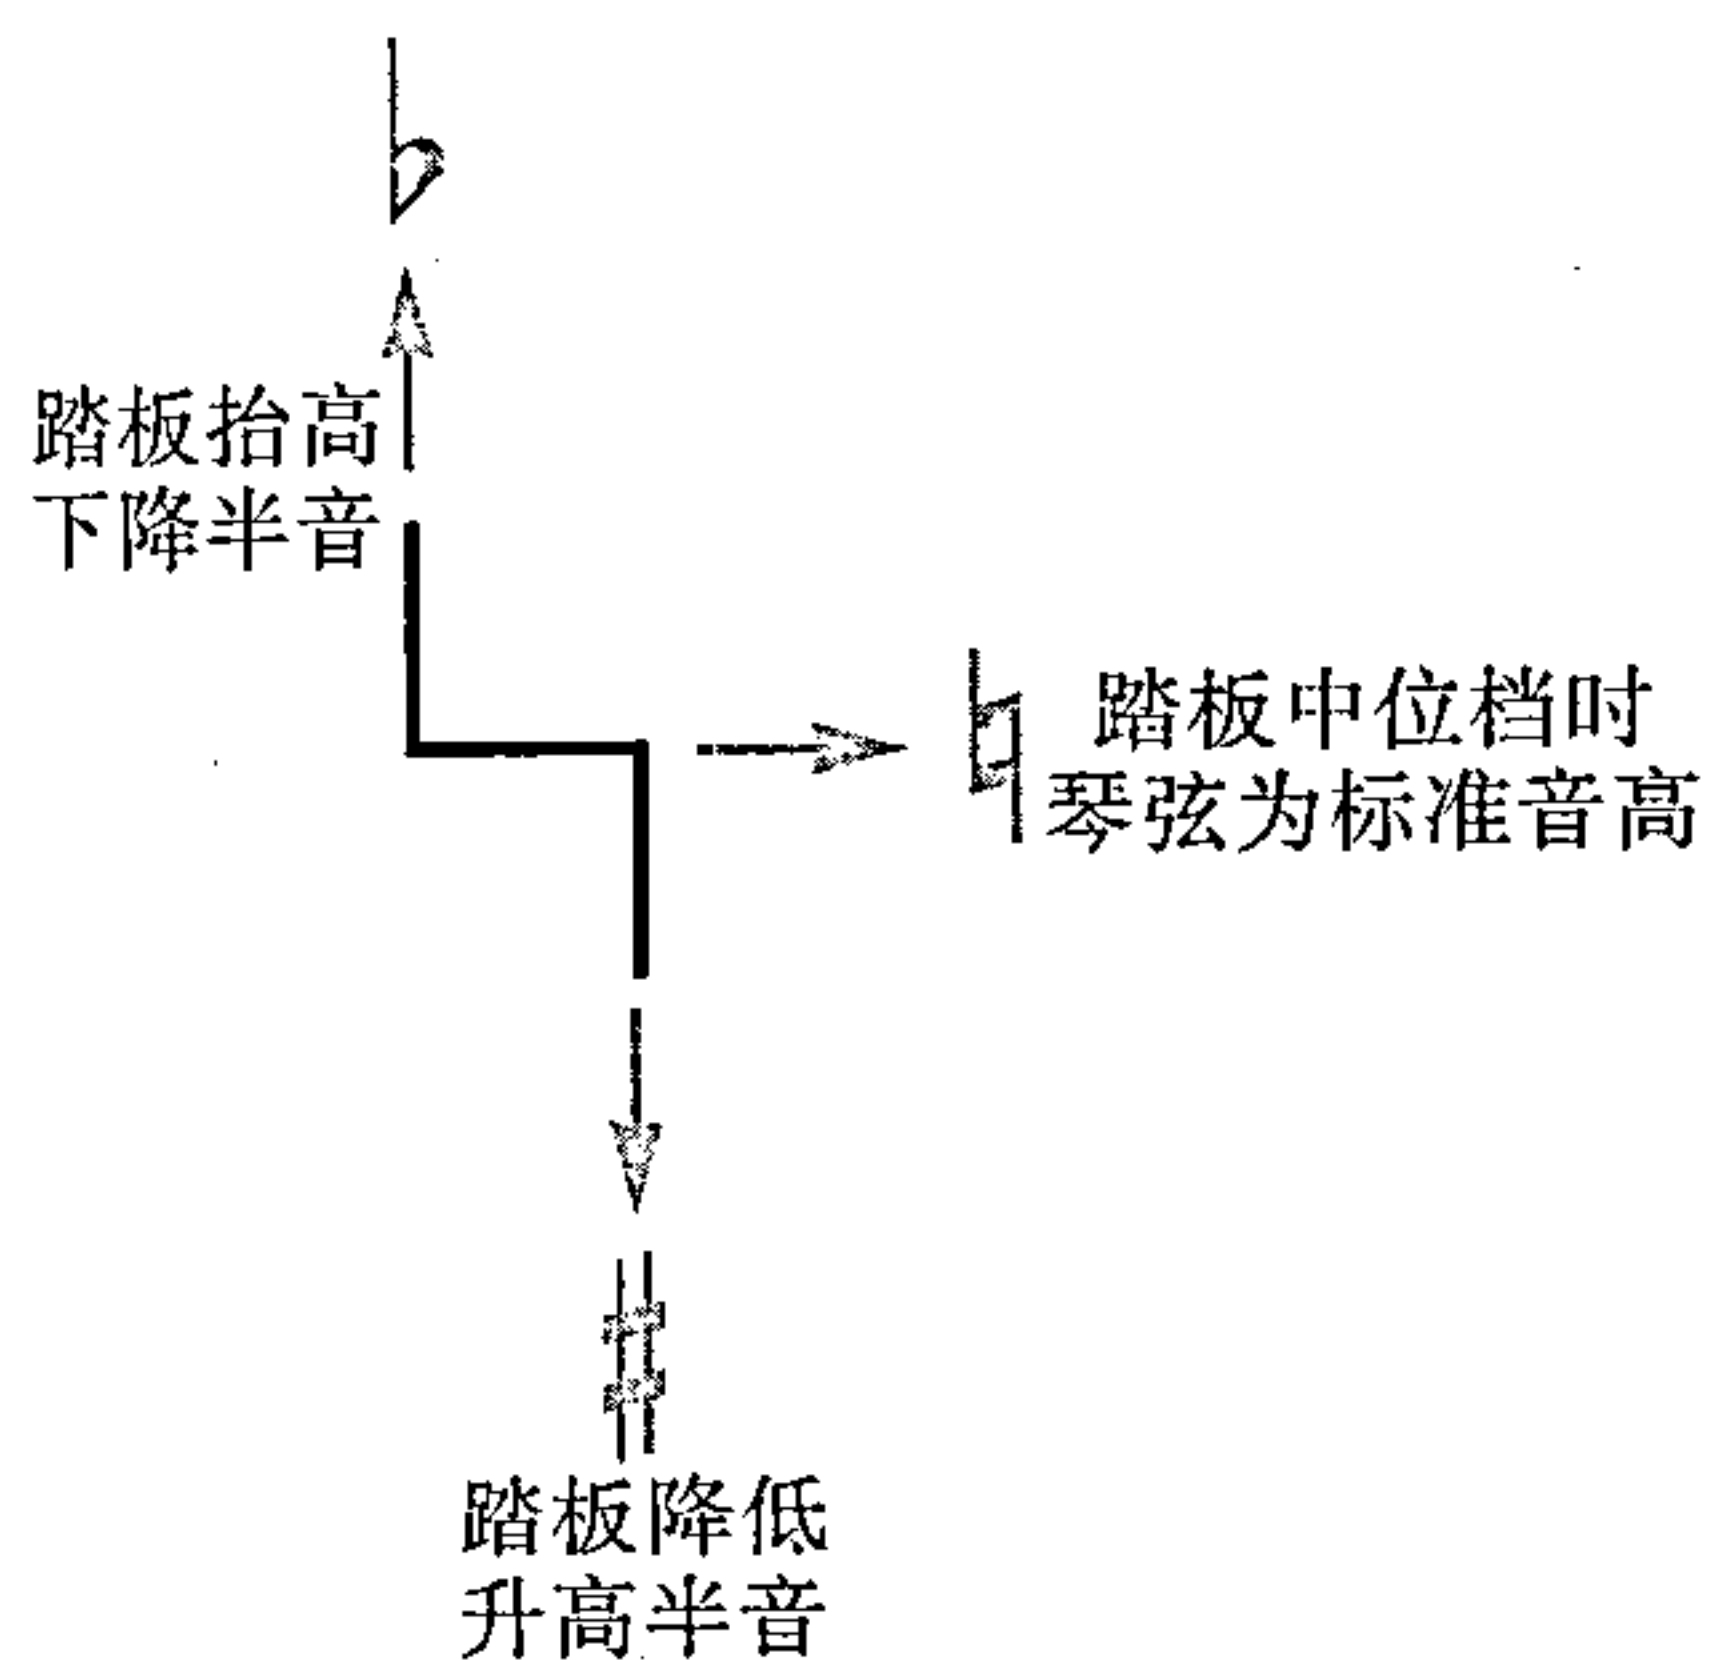 ♭
踏板抬高
下降半音
♮
踏板中位档时
琴弦为标准音高
♯
踏板降低
升高半音